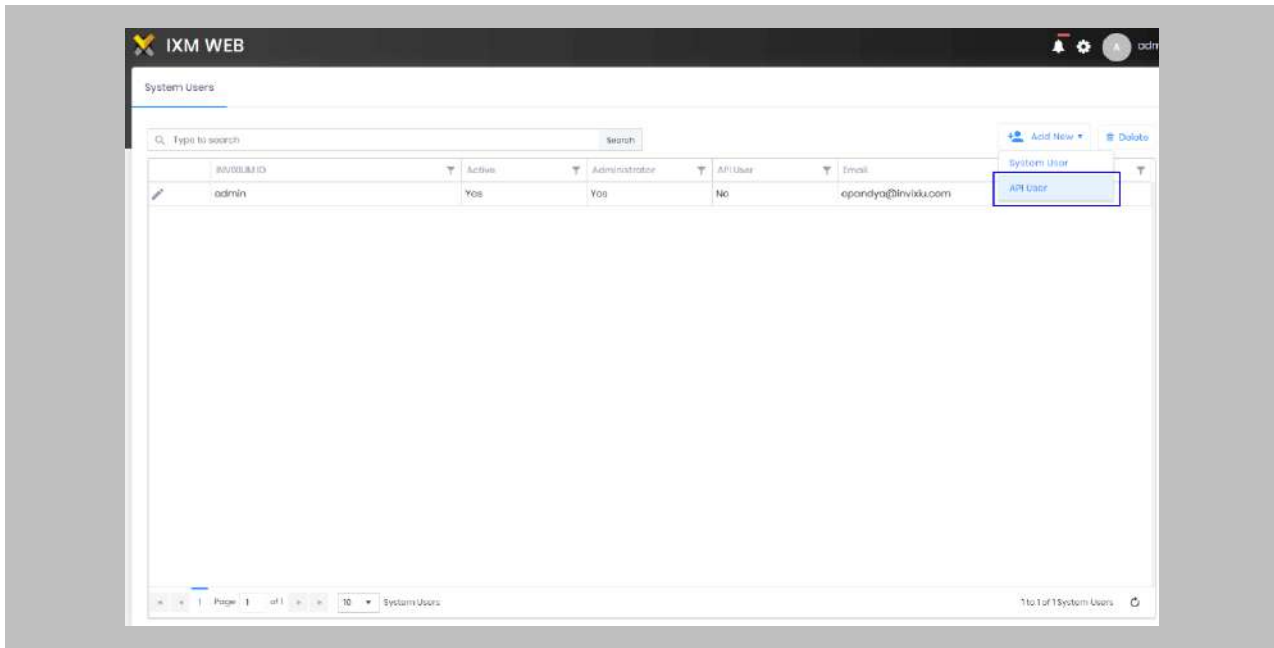 IXM WEB
adm
System Users
Type to search
Search
Add New
Delete
System User
API User
INVIXIUM ID
Active
Administrator
API User
Email
admin
Yes
Yes
No
apandya@invixiu.com
Page 1 of 1
10
System Users
1 to 1 of 1 System Users